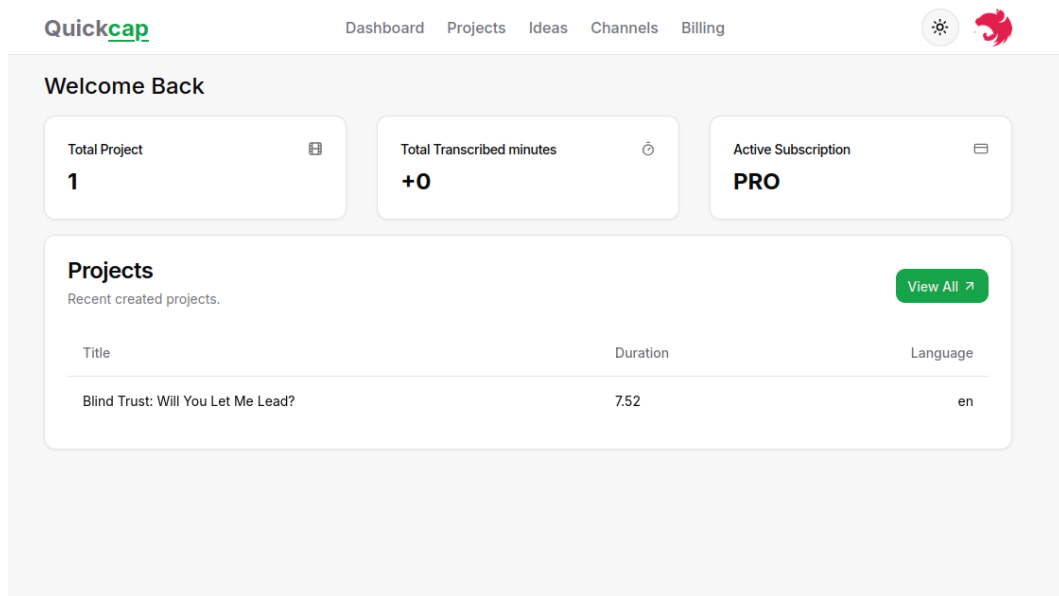 Quickcap Dashboard Projects Ideas Channels Billing
Welcome Back
Total Project
1
Total Transcribed minutes
+0
Active Subscription
PRO
Projects
Recent created projects.
View All
Title Duration Language
Blind Trust: Will You Let Me Lead? 7.52 en